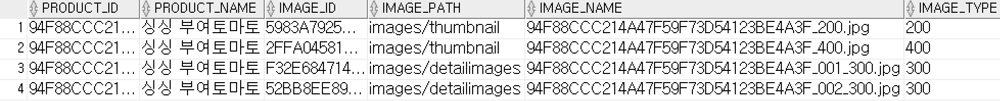 PRODUCT_ID PRODUCT_NAME IMAGE_ID IMAGE_PATH IMAGE_NAME IMAGE_TYPE
1 94F88CCC21... 싱싱 부여토마토 5983A7925... images/thumbnail 94F88CCC214A47F59F73D54123BE4A3F_200.jpg 200
2 94F88CCC21... 싱싱 부여토마토 2FFA04581... images/thumbnail 94F88CCC214A47F59F73D54123BE4A3F_400.jpg 400
3 94F88CCC21... 싱싱 부여토마토 F32E684714... images/detailimages 94F88CCC214A47F59F73D54123BE4A3F_001_300.jpg 300
4 94F88CCC21... 싱싱 부여토마토 52BB8EE89... images/detailimages 94F88CCC214A47F59F73D54123BE4A3F_002_300.jpg 300